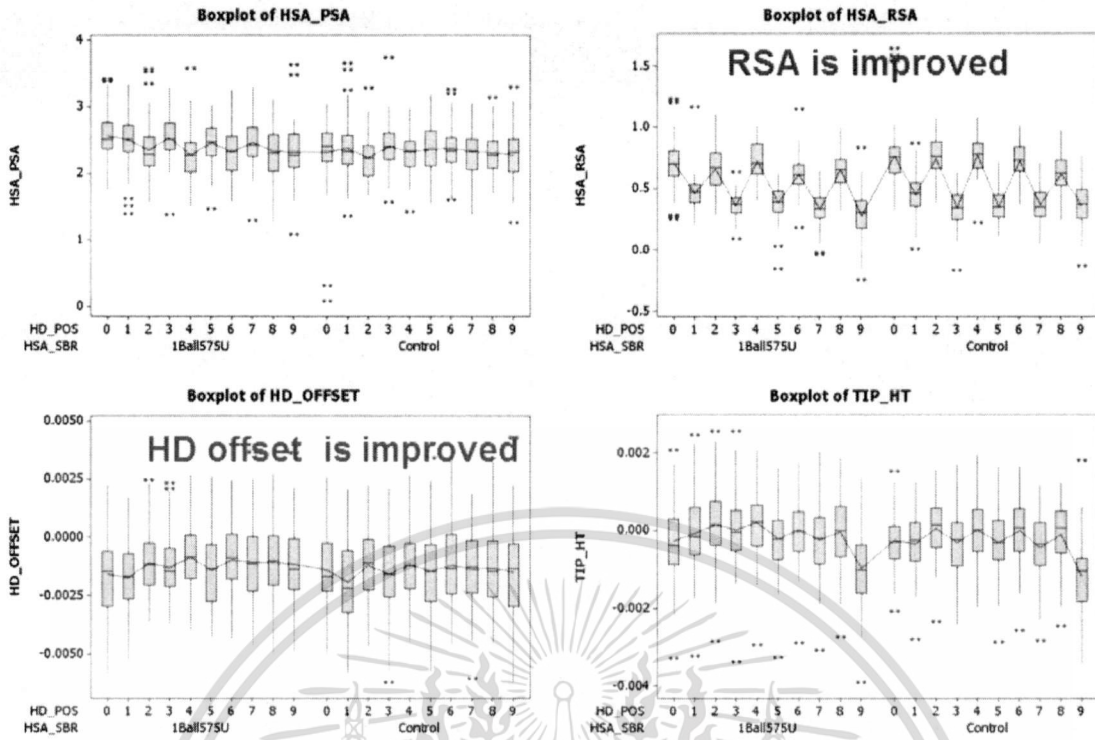 Boxplot of HSA_PSA
4
3
2
1
0
HSA_PSA
HD_POS 0 1 2 3 4 5 6 7 8 9 0 1 2 3 4 5 6 7 8 9
HSA_SBR 1Ball575U Control
Boxplot of HSA_RSA
RSA is improved
1.5
1.0
0.5
0.0
-0.5
HSA_RSA
HD_POS 0 1 2 3 4 5 6 7 8 9 0 1 2 3 4 5 6 7 8 9
HSA_SBR 1Ball575U Control
Boxplot of HD_OFFSET
HD offset is improved
0.0050
0.0025
0.0000
-0.0025
-0.0050
HD_OFFSET
HD_POS 0 1 2 3 4 5 6 7 8 9 0 1 2 3 4 5 6 7 8 9
HSA_SBR 1Ball575U Control
Boxplot of TIP_HT
0.002
0.000
-0.002
-0.004
TIP_HT
HD_POS 0 1 2 3 4 5 6 7 8 9 0 1 2 3 4 5 6 7 8 9
HSA_SBR 1Ball575U Control